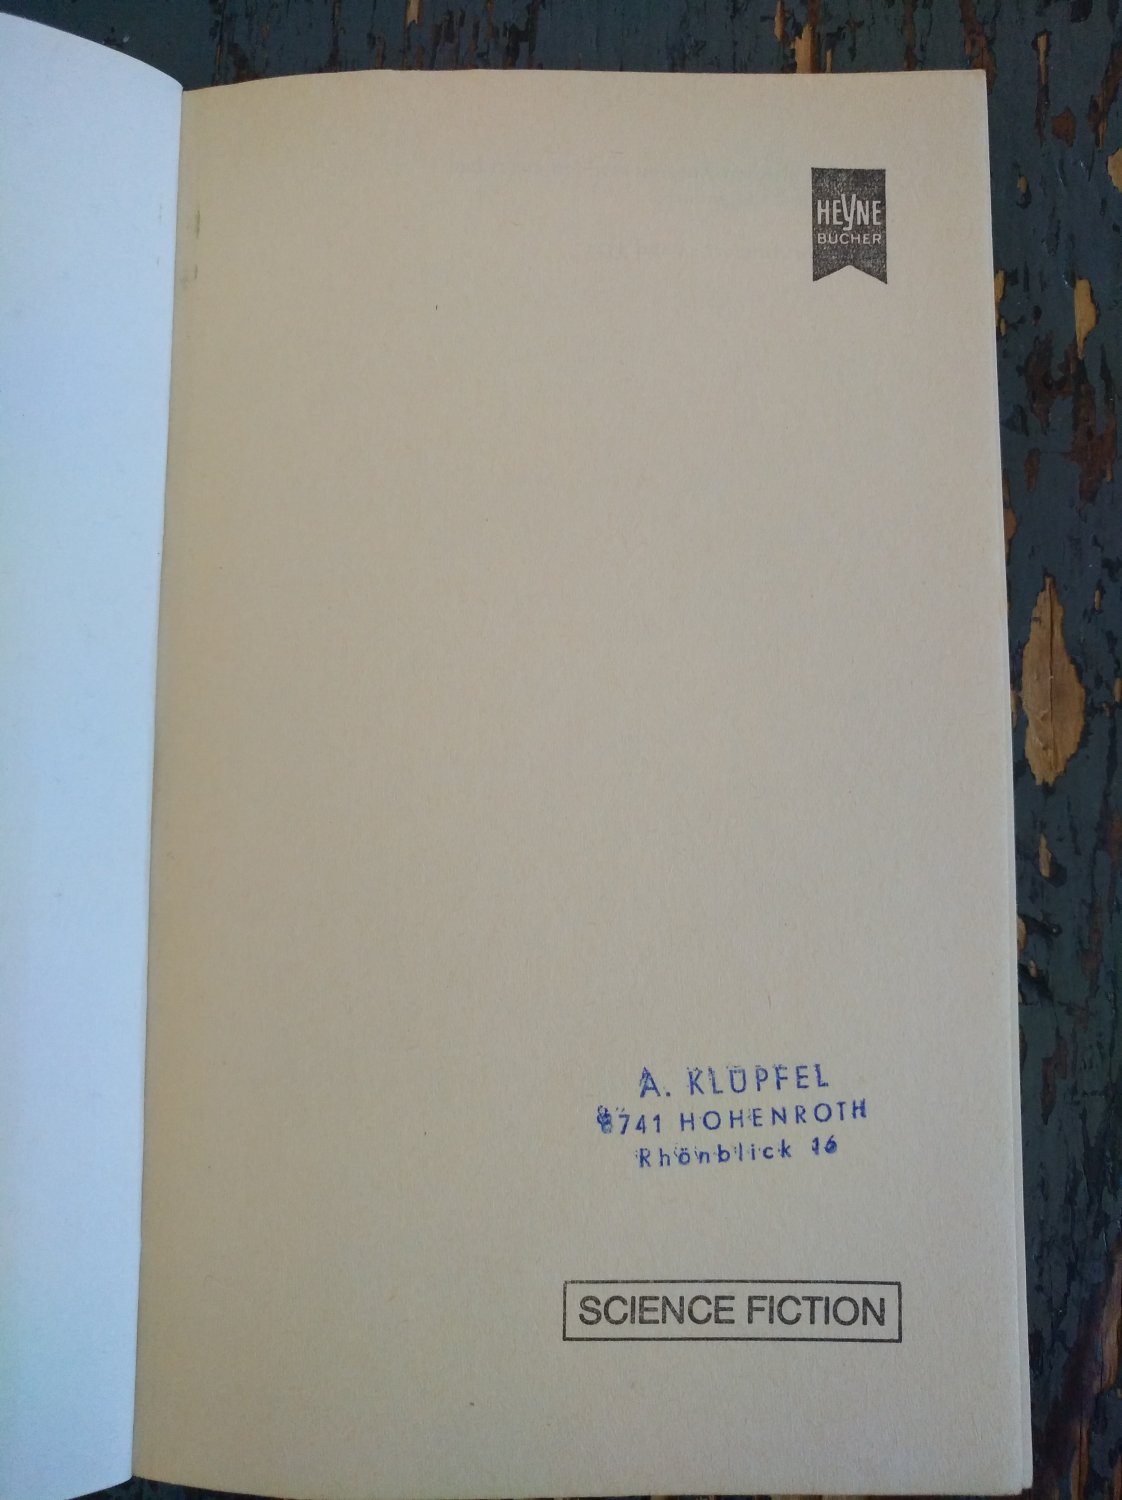 HEYNE
BÜCHER
A. KLÜPFEL
8741 HOHENROTH
Rhönblick 16
SCIENCE FICTION